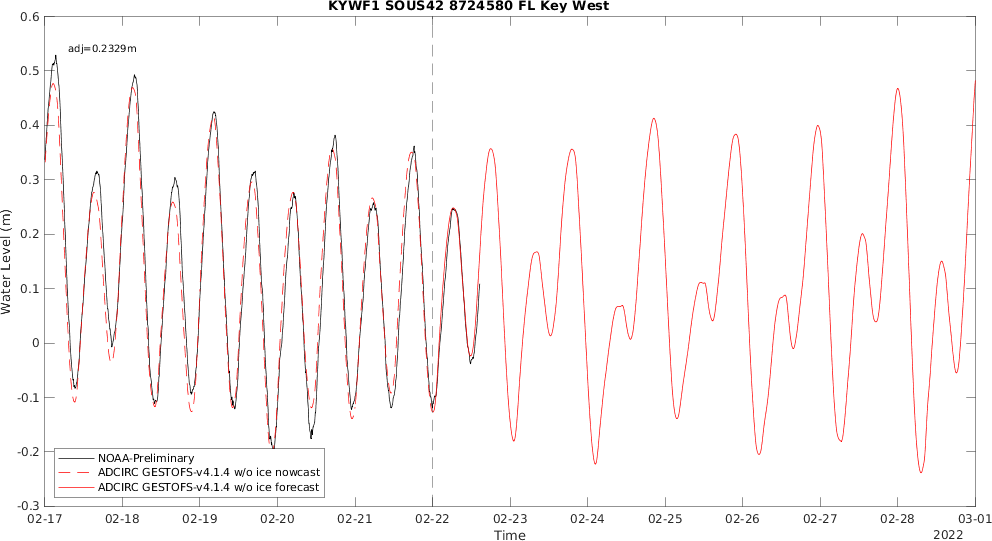 KYWF1 SOUS42 8724580 FL Key West
adj=0.2329m
0.6
0.5
0.4
0.3
0.2
0.1
0
-0.1
-0.2
-0.3
Water Level (m)
NOAA-Preliminary
ADCIRC GESTOFS-v4.1.4 w/o ice nowcast
ADCIRC GESTOFS-v4.1.4 w/o ice forecast
02-17 02-18 02-19 02-20 02-21 02-22 02-23 02-24 02-25 02-26 02-27 02-28 03-01
Time
2022